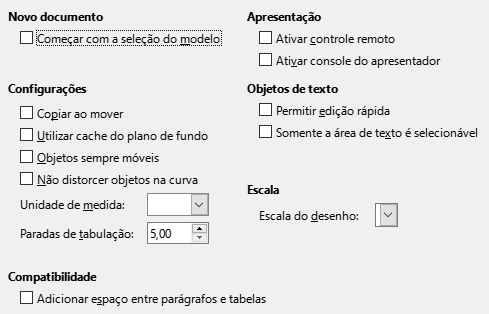 Novo documento
Começar com a seleção do modelo
Apresentação
Ativar controle remoto
Ativar console do apresentador
Configurações
Copiar ao mover
Utilizar cache do plano de fundo
Objetos sempre móveis
Não distorcer objetos na curva
Unidade de medida:
Paradas de tabulação: 5,00
Objetos de texto
Permitir edição rápida
Somente a área de texto é selecionável
Escala
Escala do desenho:
Compatibilidade
Adicionar espaço entre parágrafos e tabelas